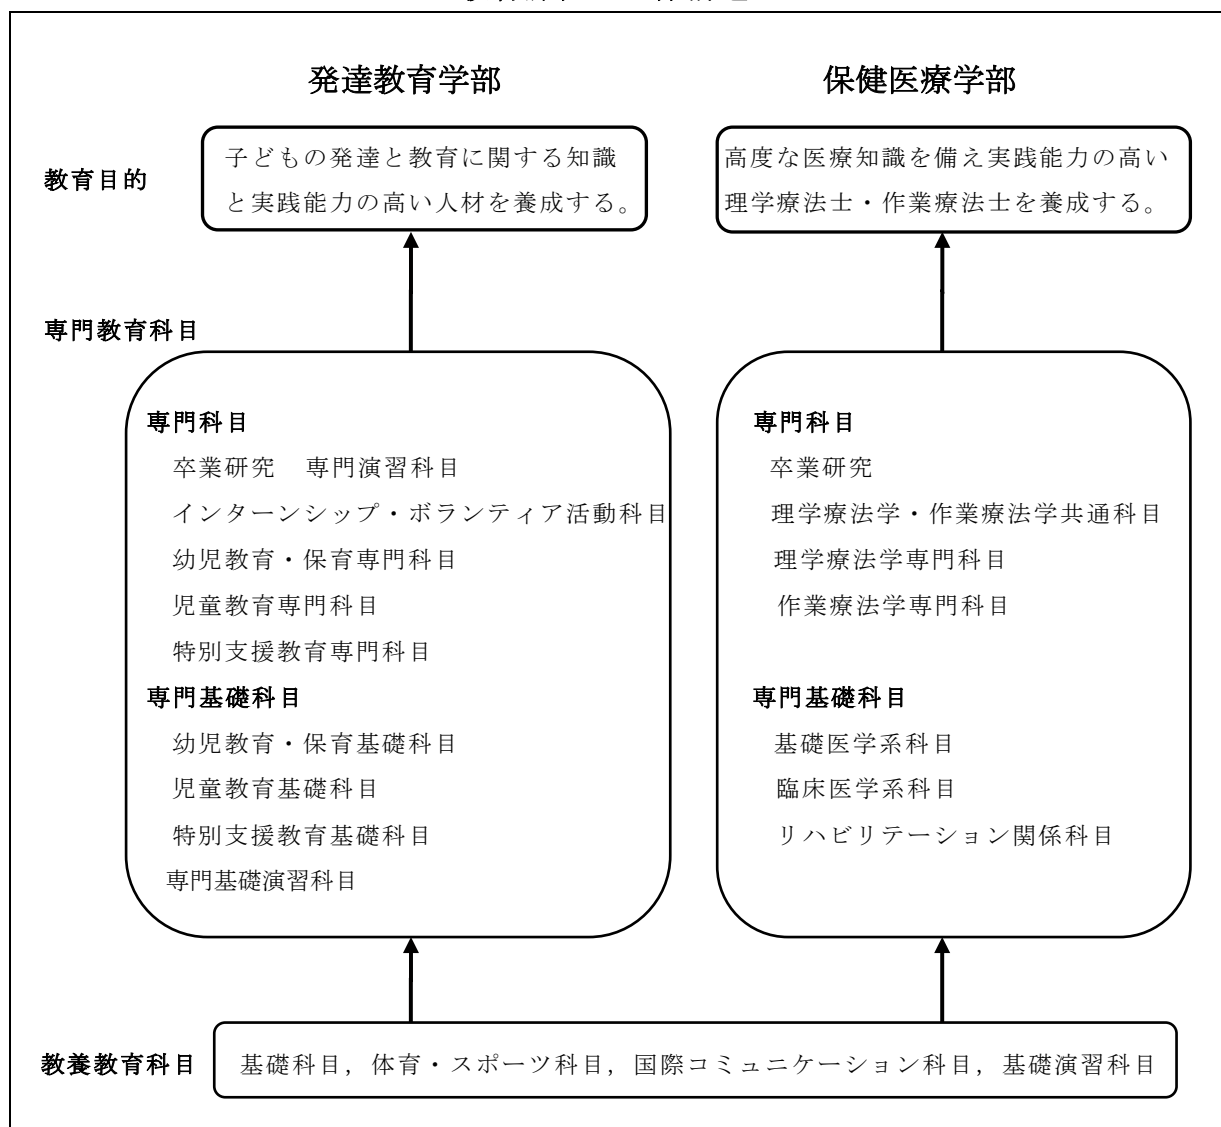 発達教育学部
保健医療学部
教育目的
子どもの発達と教育に関する知識
と実践能力の高い人材を養成する。
高度な医療知識を備え実践能力の高い
理学療法士・作業療法士を養成する。
専門教育科目
専門科目
卒業研究　専門演習科目
インターンシップ・ボランティア活動科目
幼児教育・保育専門科目
児童教育専門科目
特別支援教育専門科目
専門基礎科目
幼児教育・保育基礎科目
児童教育基礎科目
特別支援教育基礎科目
専門基礎演習科目
専門科目
卒業研究
理学療法学・作業療法学共通科目
理学療法学専門科目
作業療法学専門科目
専門基礎科目
基礎医学系科目
臨床医学系科目
リハビリテーション関係科目
教養教育科目
基礎科目，体育・スポーツ科目，国際コミュニケーション科目，基礎演習科目